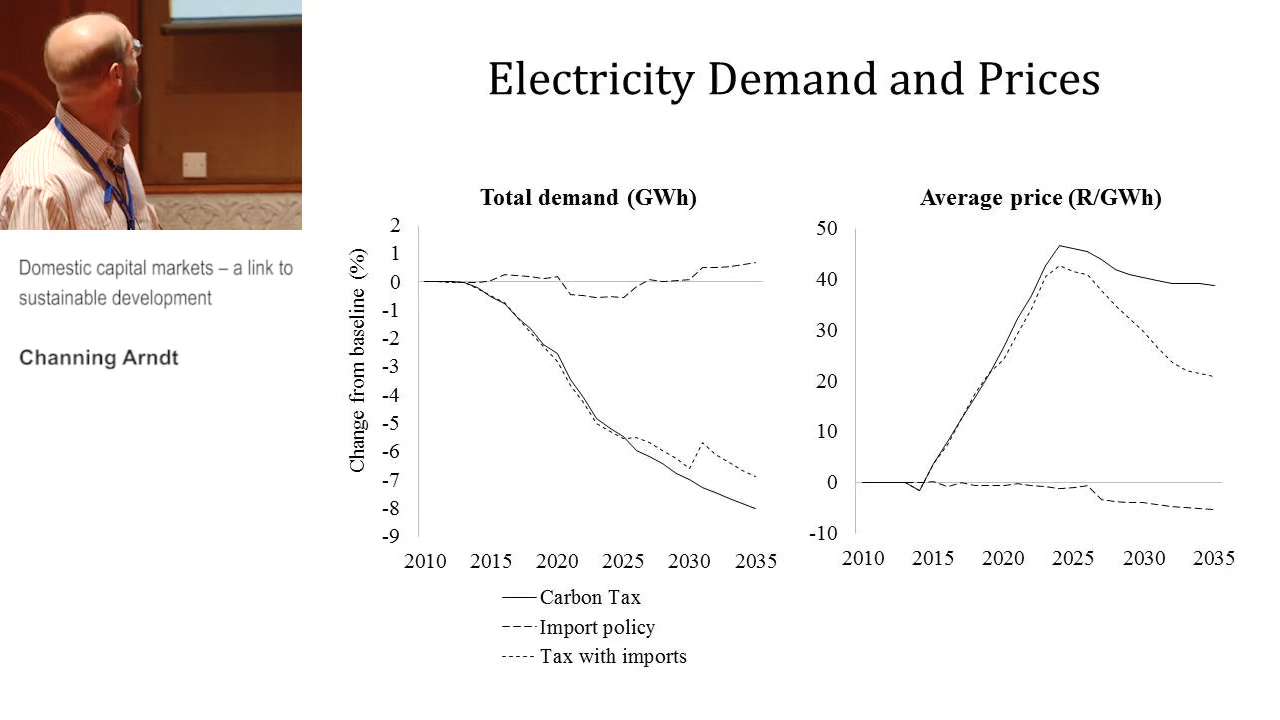 Electricity Demand and Prices
Domestic capital markets – a link to
sustainable development
Channing Arndt
Total demand (GWh)
Change from baseline (%)
2
1
0
-1
-2
-3
-4
-5
-6
-7
-8
-9
2010 2015 2020 2025 2030 2035
Average price (R/GWh)
50
40
30
20
10
0
-10
2010 2015 2020 2025 2030 2035
Carbon Tax
Import policy
Tax with imports